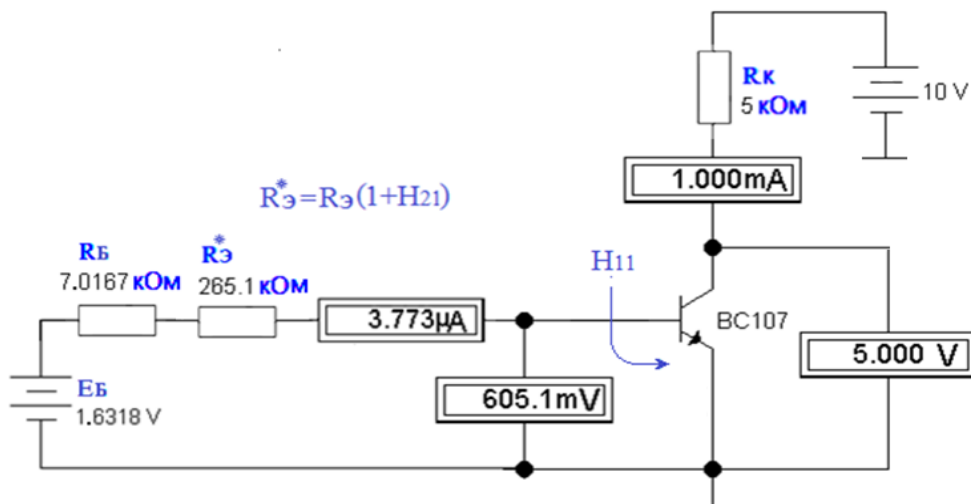 Rк
5 кОм
10 V
1.000mA
R*э=Rэ(1+H21)
RБ
7.0167 кОм
R*э
265.1 кОм
H11
3.773µA
BC107
5.000 V
EБ
1.6318 V
605.1mV